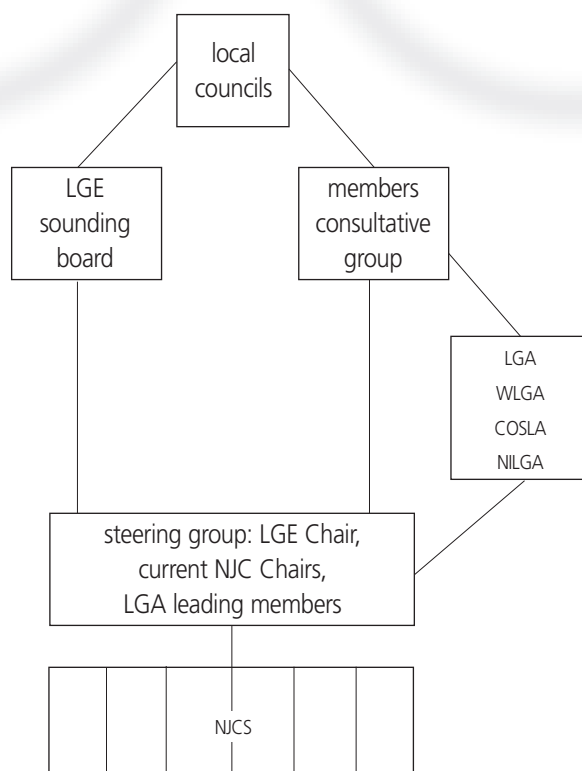 local
councils
LGE
sounding
board
members
consultative
group
LGA
WLGA
COSLA
NILGA
steering group: LGE Chair,
current NJC Chairs,
LGA leading members
NJCS